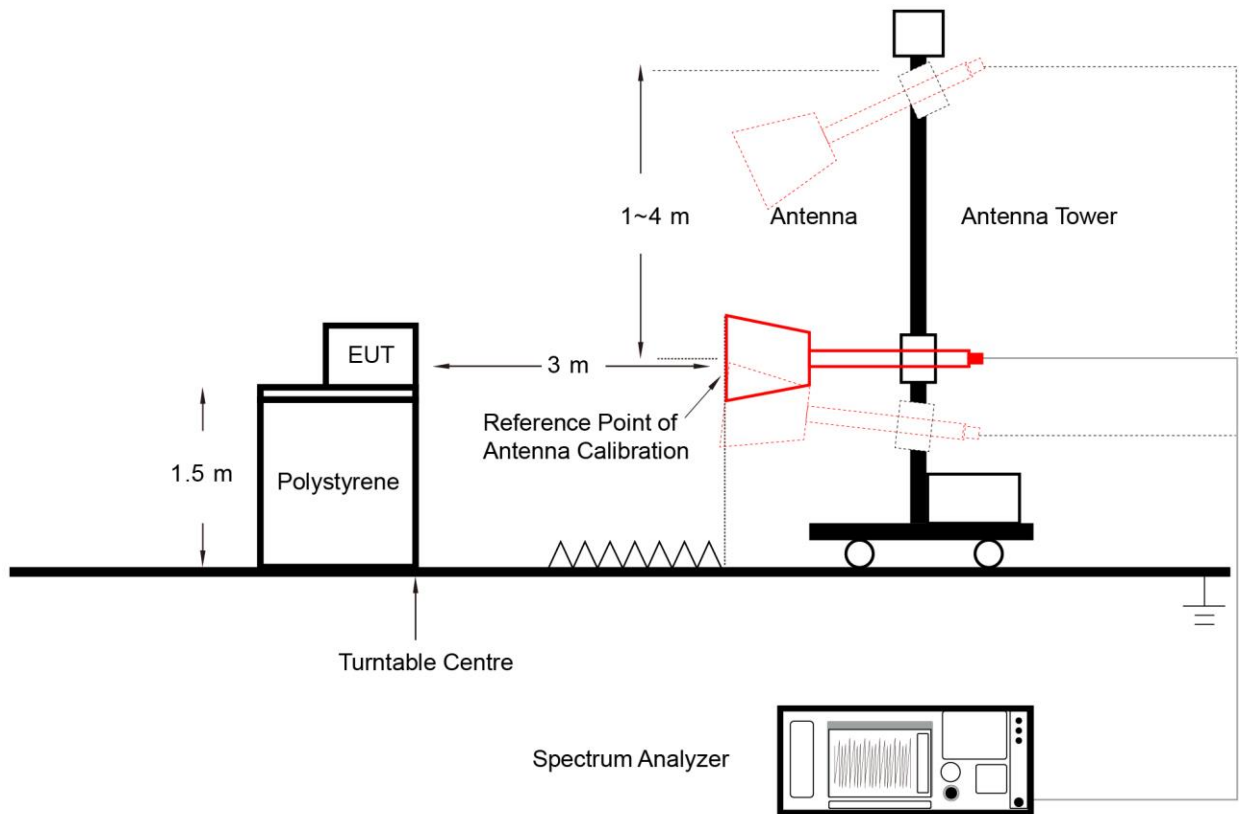 1~4 m
Antenna
Antenna Tower
EUT
3 m
Reference Point of
Antenna Calibration
1.5 m
Polystyrene
Turntable Centre
Spectrum Analyzer